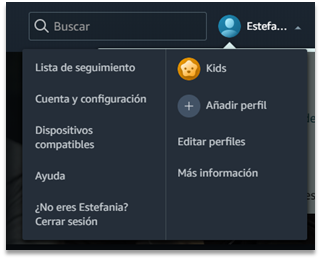 Buscar
Estefa...
Lista de seguimiento
Cuenta y configuración
Dispositivos
compatibles
Ayuda
¿No eres Estefania?
Cerrar sesión
Kids
Añadir perfil
Editar perfiles
Más información